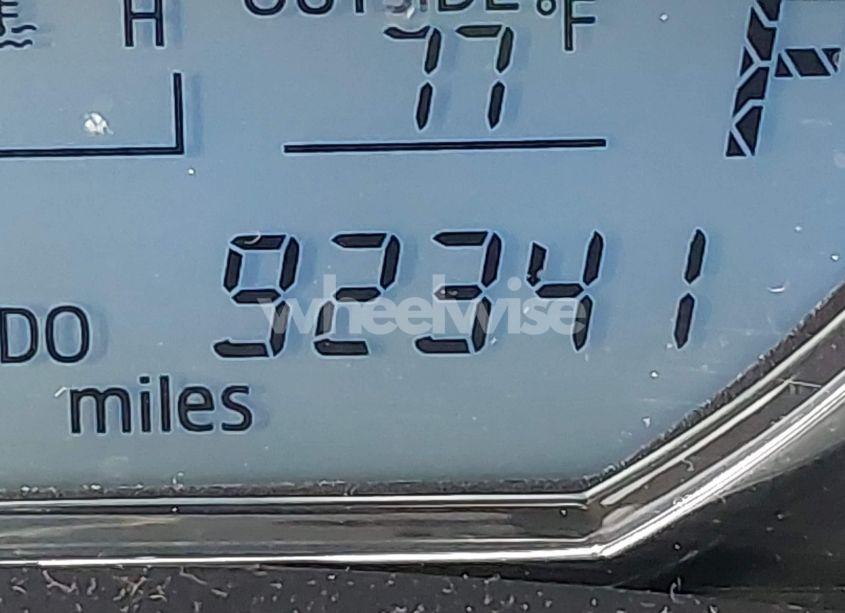 H OUTSIDE °F
77
92341
DO
miles
wheelwise